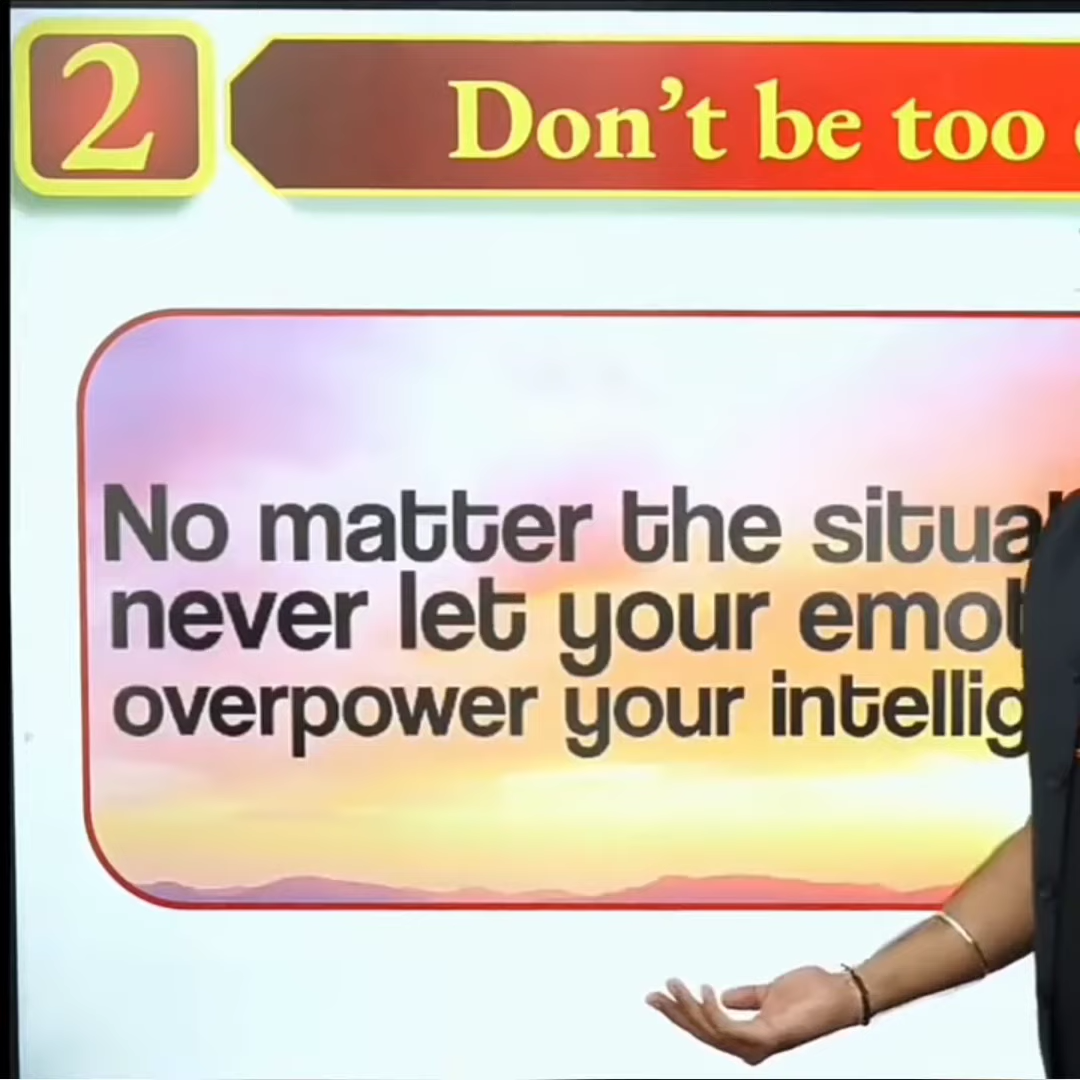 2
Don't be too
No matter the
never let your
overpower your